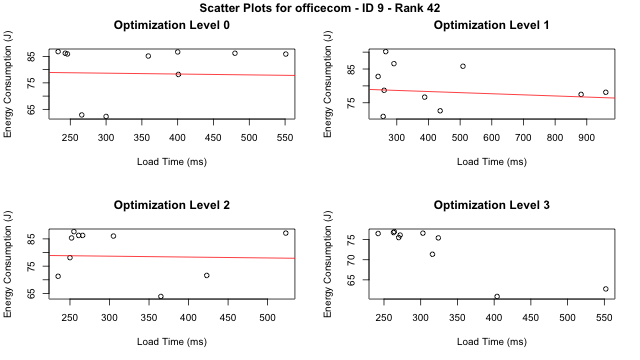 Scatter Plots for officecom - ID 9 - Rank 42
Optimization Level 0
Energy Consumption (J)
85
75
65
250 300 350 400 450 500 550
Load Time (ms)
Optimization Level 1
Energy Consumption (J)
85
75
300 400 500 600 700 800 900
Load Time (ms)
Optimization Level 2
Energy Consumption (J)
85
75
65
250 300 350 400 450 500
Load Time (ms)
Optimization Level 3
Energy Consumption (J)
75
70
65
250 300 350 400 450 500 550
Load Time (ms)